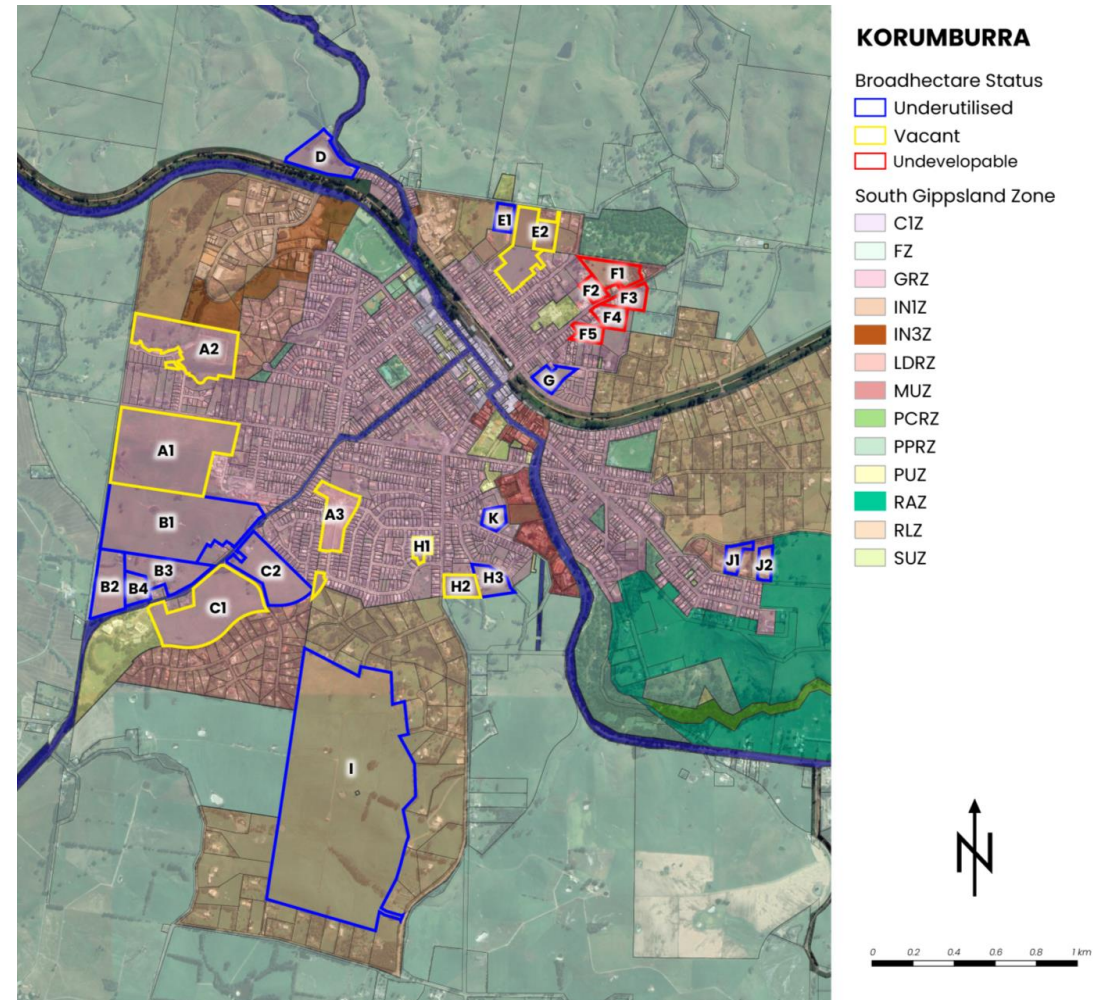 KORUMBURRA
Broadhectare Status
Underutilised
Vacant
Undevelopable
South Gippsland Zone
C1Z
FZ
GRZ
IN1Z
IN3Z
LDRZ
MUZ
PCRZ
PPRZ
PUZ
RAZ
RLZ
SUZ
D
E1
E2
F1
F2
F3
F4
F5
A2
G
A1
A3
B1
K
H1
J1
J2
B3
C2
H3
B2
B4
H2
C1
I
N
0 0.2 0.4 0.6 0.8 1 km